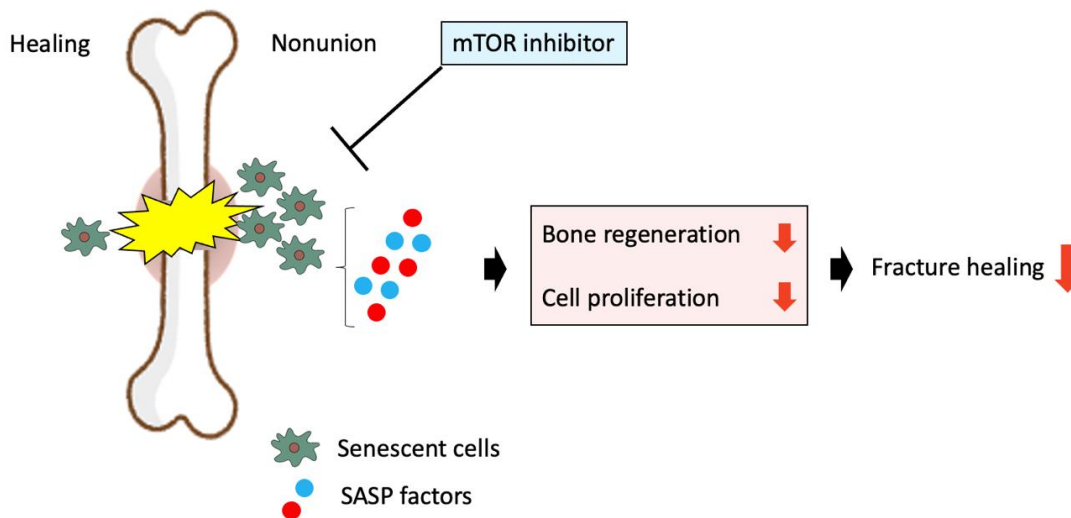 Healing
Nonunion
mTOR inhibitor
Bone regeneration
Cell proliferation
Fracture healing
Senescent cells
SASP factors